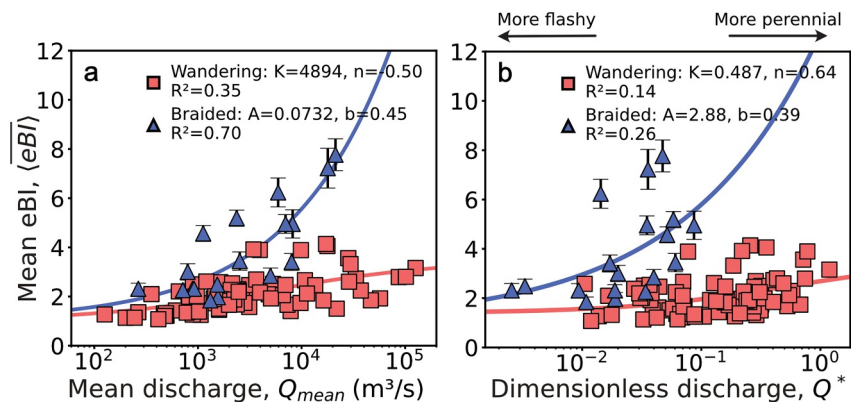 More flashy
More perennial
a
Wandering: K=4894, n=-0.50
R²=0.35
Braided: A=0.0732, b=0.45
R²=0.70
Mean eBI, ⟨eBI⟩
12
10
8
6
4
2
0
10² 10³ 10⁴ 10⁵
Mean discharge, Qmean (m³/s)
b
Wandering: K=0.487, n=0.64
R²=0.14
Braided: A=2.88, b=0.39
R²=0.26
12
10
8
6
4
2
0
10⁻² 10⁻¹ 10⁰
Dimensionless discharge, Q*